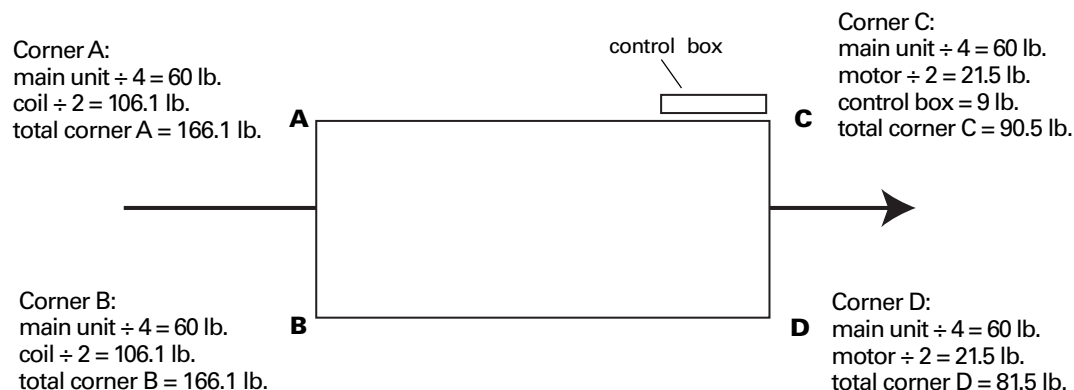 Corner A:
main unit ÷ 4 = 60 lb.
coil ÷ 2 = 106.1 lb.
total corner A = 166.1 lb.
control box
Corner C:
main unit ÷ 4 = 60 lb.
motor ÷ 2 = 21.5 lb.
control box = 9 lb.
total corner C = 90.5 lb.
A
C
Corner B:
main unit ÷ 4 = 60 lb.
coil ÷ 2 = 106.1 lb.
total corner B = 166.1 lb.
B
D
Corner D:
main unit ÷ 4 = 60 lb.
motor ÷ 2 = 21.5 lb.
total corner D = 81.5 lb.